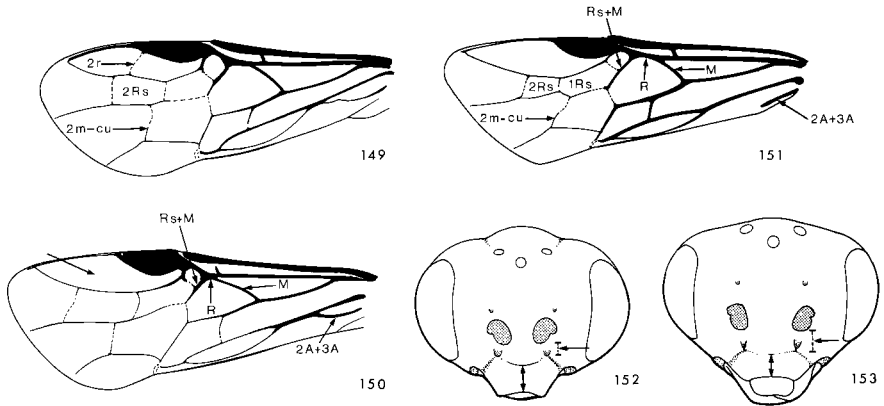 2r
2Rs
2m-cu
149
Rs+M
2Rs
1Rs
R
M
2m-cu
2A+3A
151
Rs+M
R
M
2A+3A
150
152
153